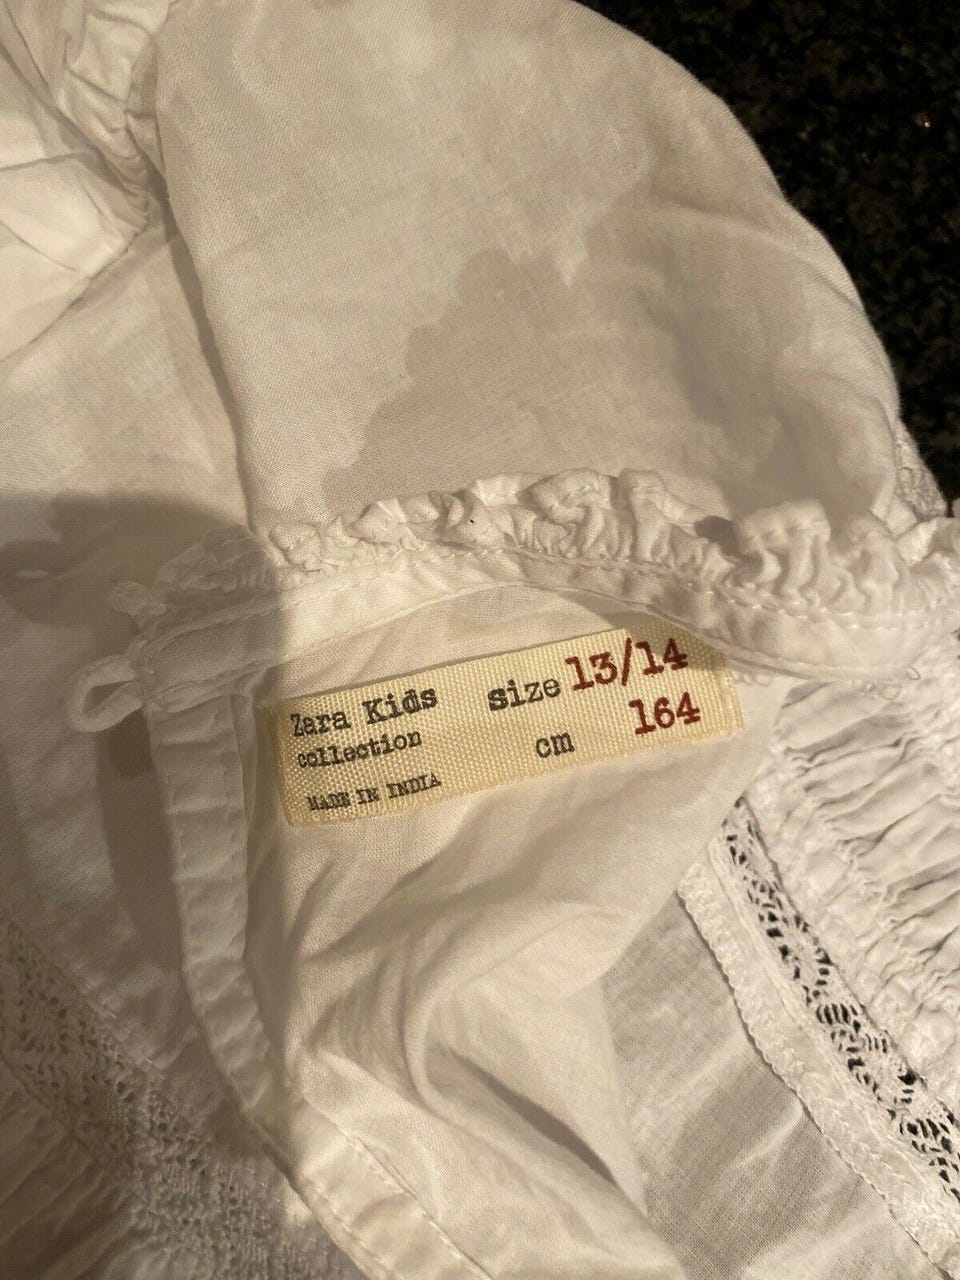 Zara Kids size 13/14
collection cm 164
MADE IN INDIA